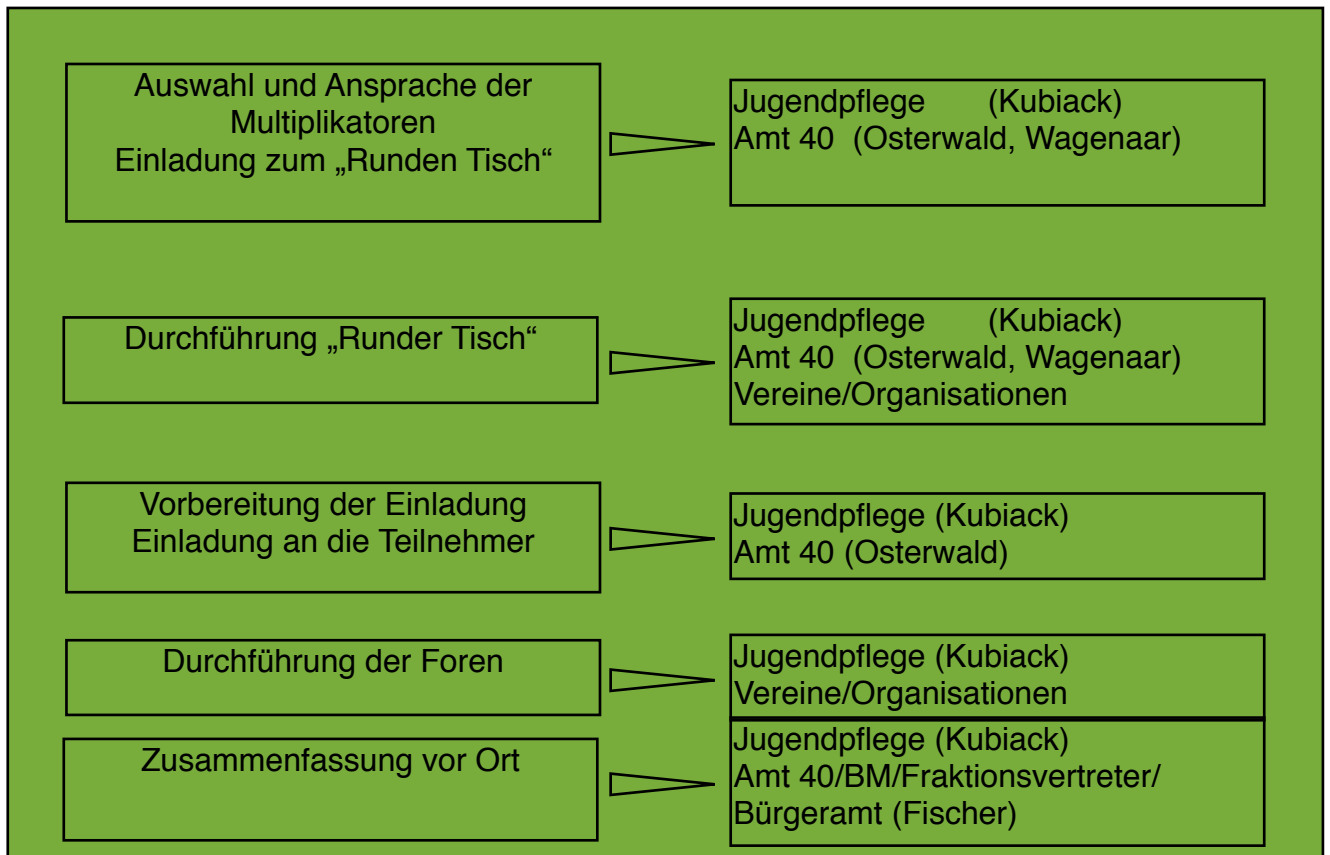 Auswahl und Ansprache der
Multiplikatoren
Einladung zum „Runden Tisch“
Jugendpflege (Kubiack)
Amt 40 (Osterwald, Wagenaar)
Durchführung „Runder Tisch“
Jugendpflege (Kubiack)
Amt 40 (Osterwald, Wagenaar)
Vereine/Organisationen
Vorbereitung der Einladung
Einladung an die Teilnehmer
Jugendpflege (Kubiack)
Amt 40 (Osterwald)
Durchführung der Foren
Jugendpflege (Kubiack)
Vereine/Organisationen
Zusammenfassung vor Ort
Jugendpflege (Kubiack)
Amt 40/BM/Fraktionsvertreter/
Bürgeramt (Fischer)